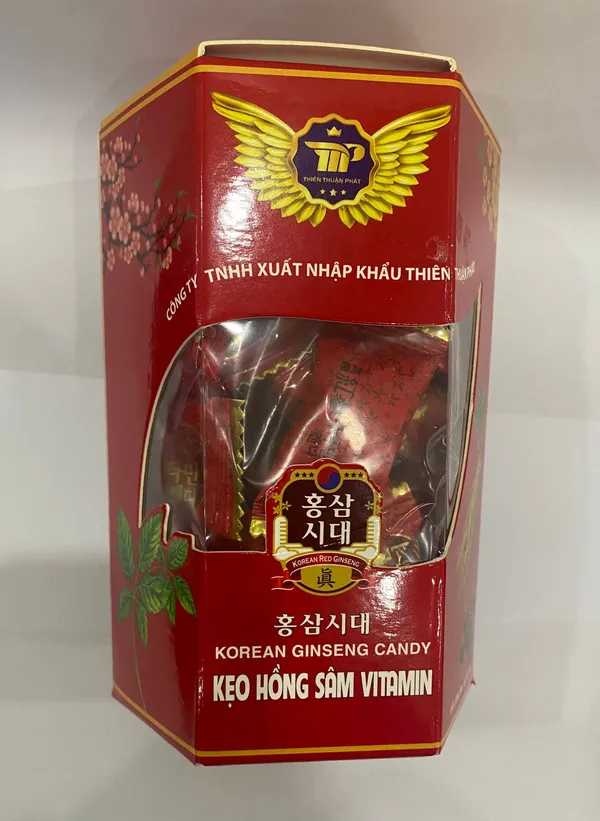 TTP
THIÊN THUẬN PHÁT
CÔNG TY TNHH XUẤT NHẬP KHẨU THIÊN THUẬN PHÁT
홍삼
시대
KOREAN RED GINSENG
眞
홍삼시대
KOREAN GINSENG CANDY
KẸO HỒNG SÂM VITAMIN